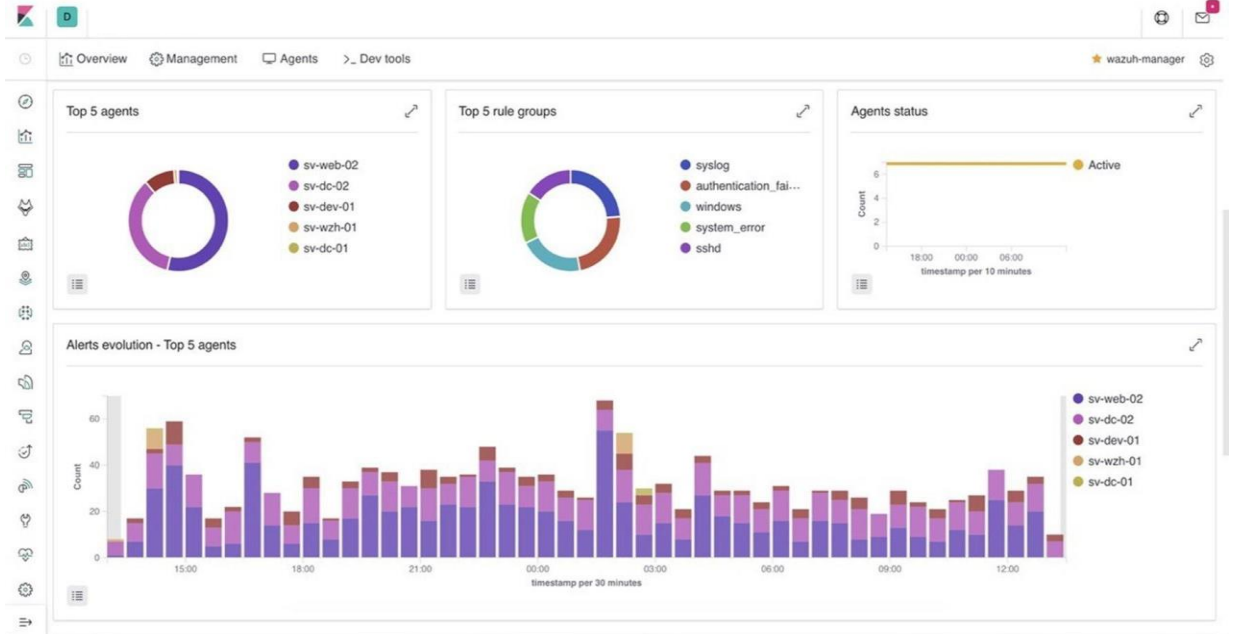 D
Overview Management Agents >_ Dev tools wazuh-manager
Top 5 agents
sv-web-02
sv-dc-02
sv-dev-01
sv-wzh-01
sv-dc-01
Top 5 rule groups
syslog
authentication_fai...
windows
system_error
sshd
Agents status
Active
Count
6
4
2
0
18:00 00:00 06:00
timestamp per 10 minutes
Alerts evolution - Top 5 agents
Count
60
40
20
0
15:00 18:00 21:00 00:00 03:00 06:00 09:00 12:00
timestamp per 30 minutes
sv-web-02
sv-dc-02
sv-dev-01
sv-wzh-01
sv-dc-01